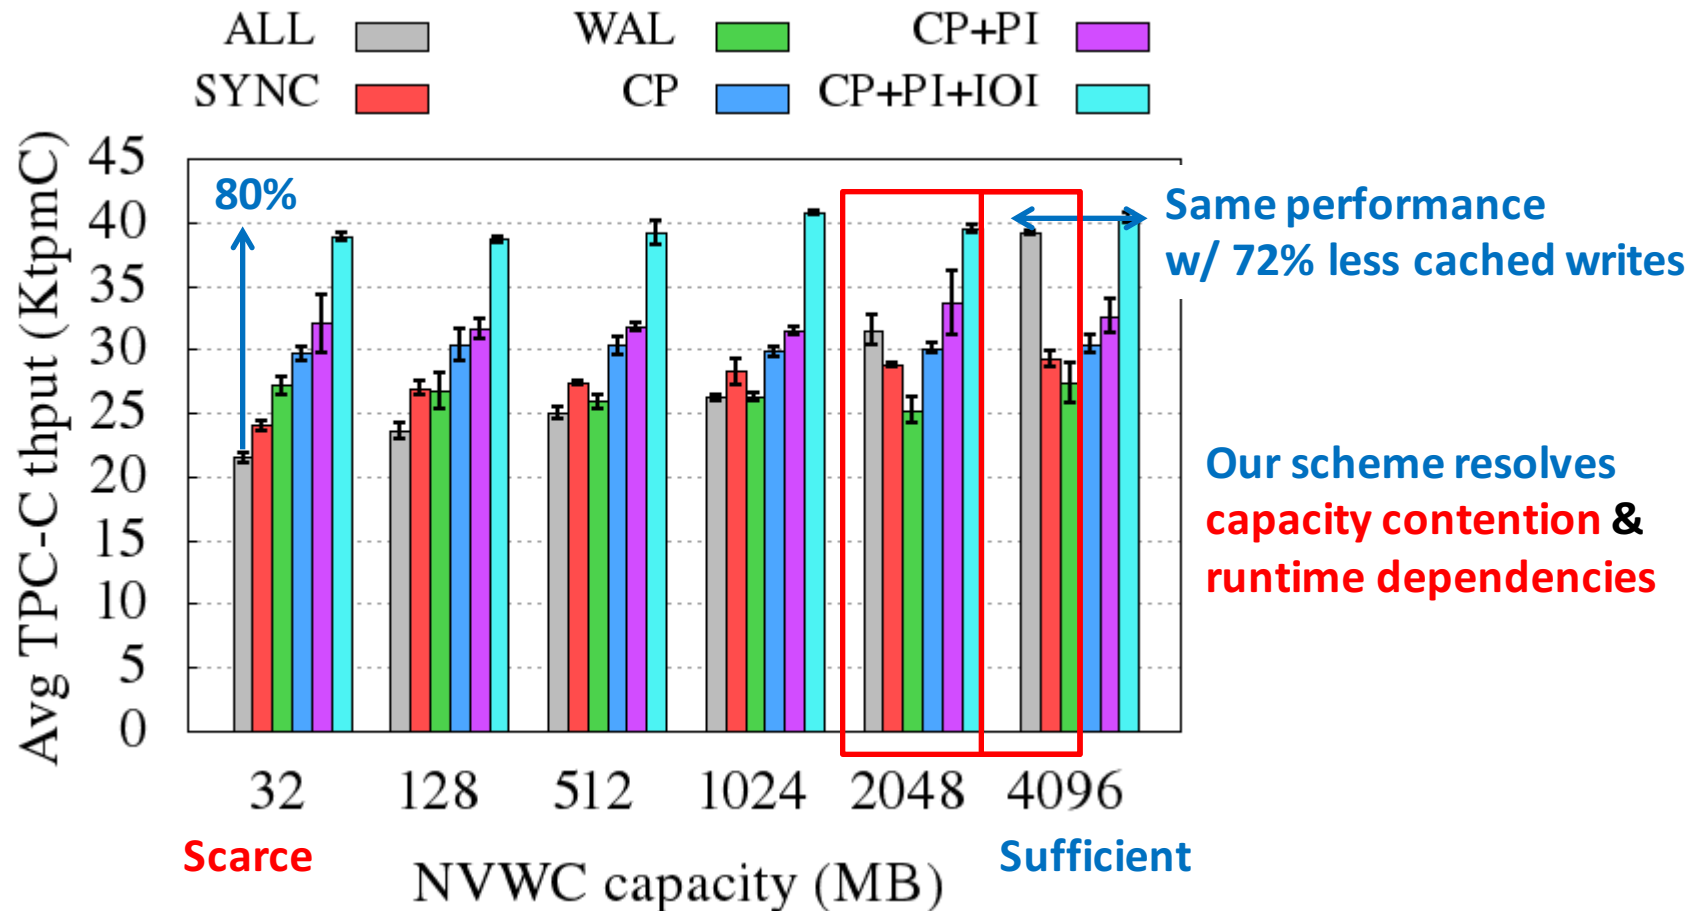 ALL WAL CP+PI
SYNC CP CP+PI+IOI
Avg TPC-C thput (KtpmC)
45
40
35
30
25
20
15
10
5
0
80%
Same performance
w/ 72% less cached writes
Our scheme resolves
capacity contention &
runtime dependencies
32 128 512 1024 2048 4096
Scarce Sufficient
NVWC capacity (MB)